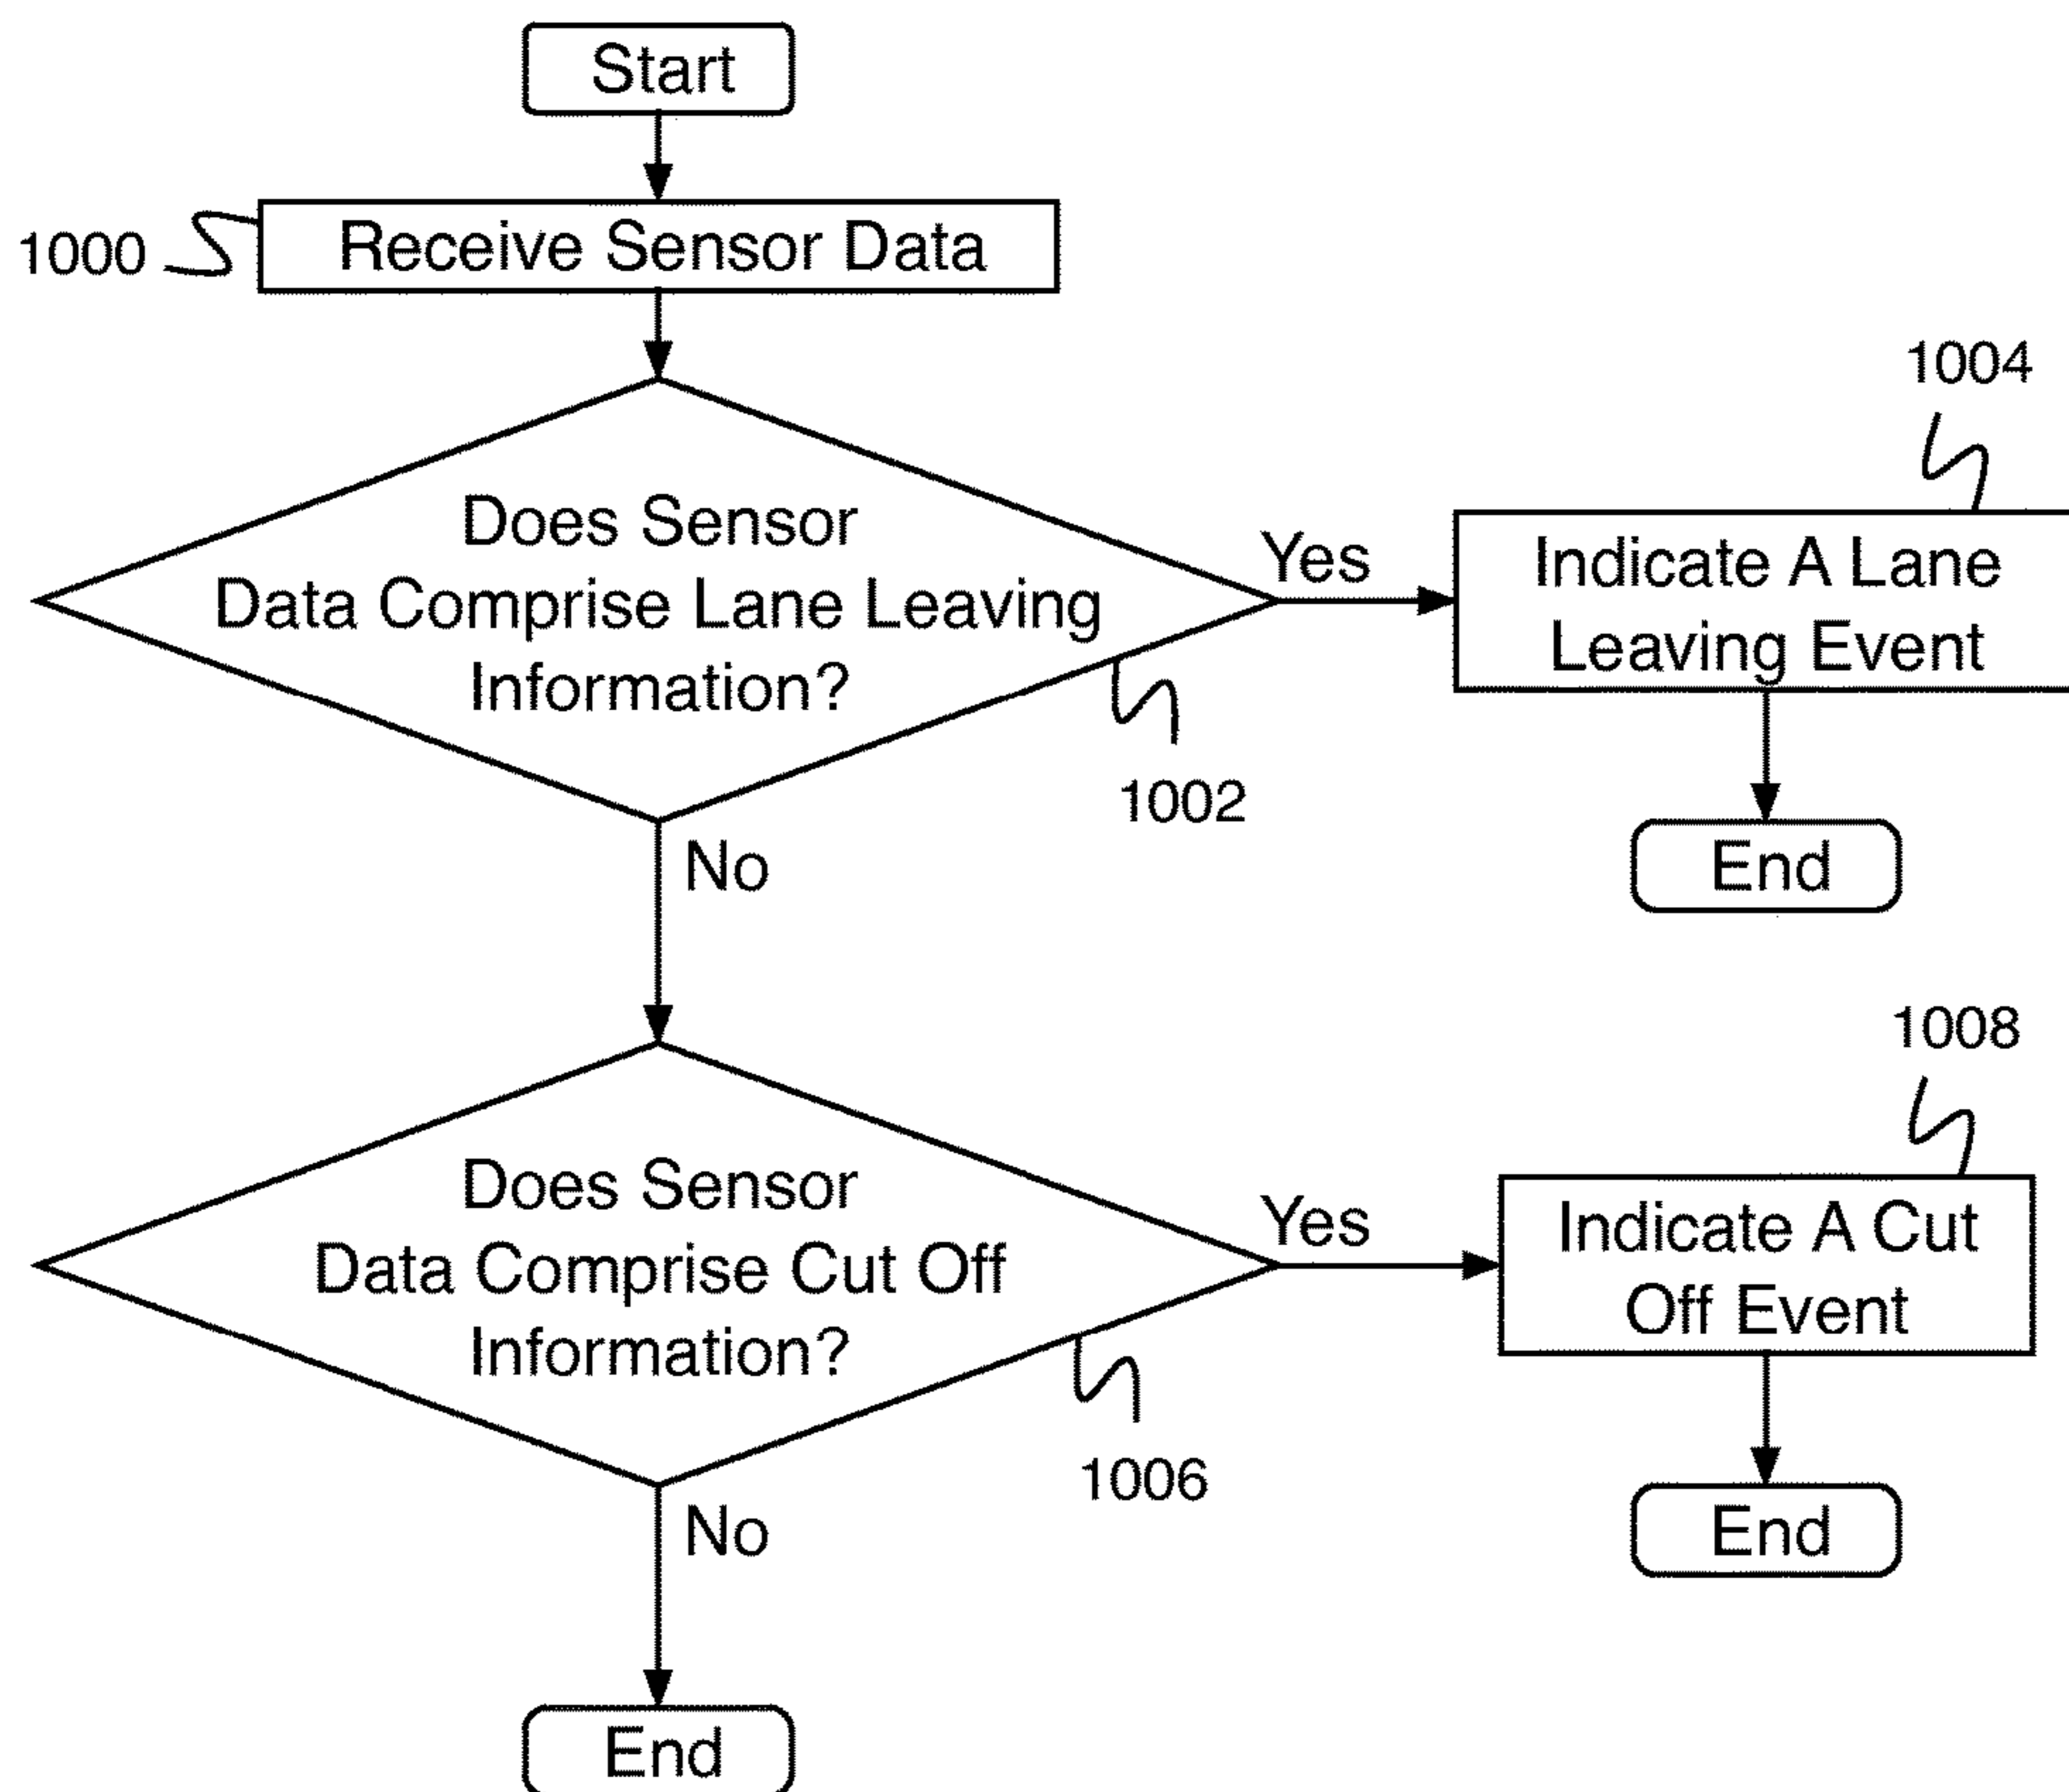 Start
1000
Receive Sensor Data
1004
Does Sensor
Data Comprise Lane Leaving
Information?
Yes
Indicate A Lane
Leaving Event
1002
No
End
1008
Does Sensor
Data Comprise Cut Off
Information?
Yes
Indicate A Cut
Off Event
1006
No
End
End